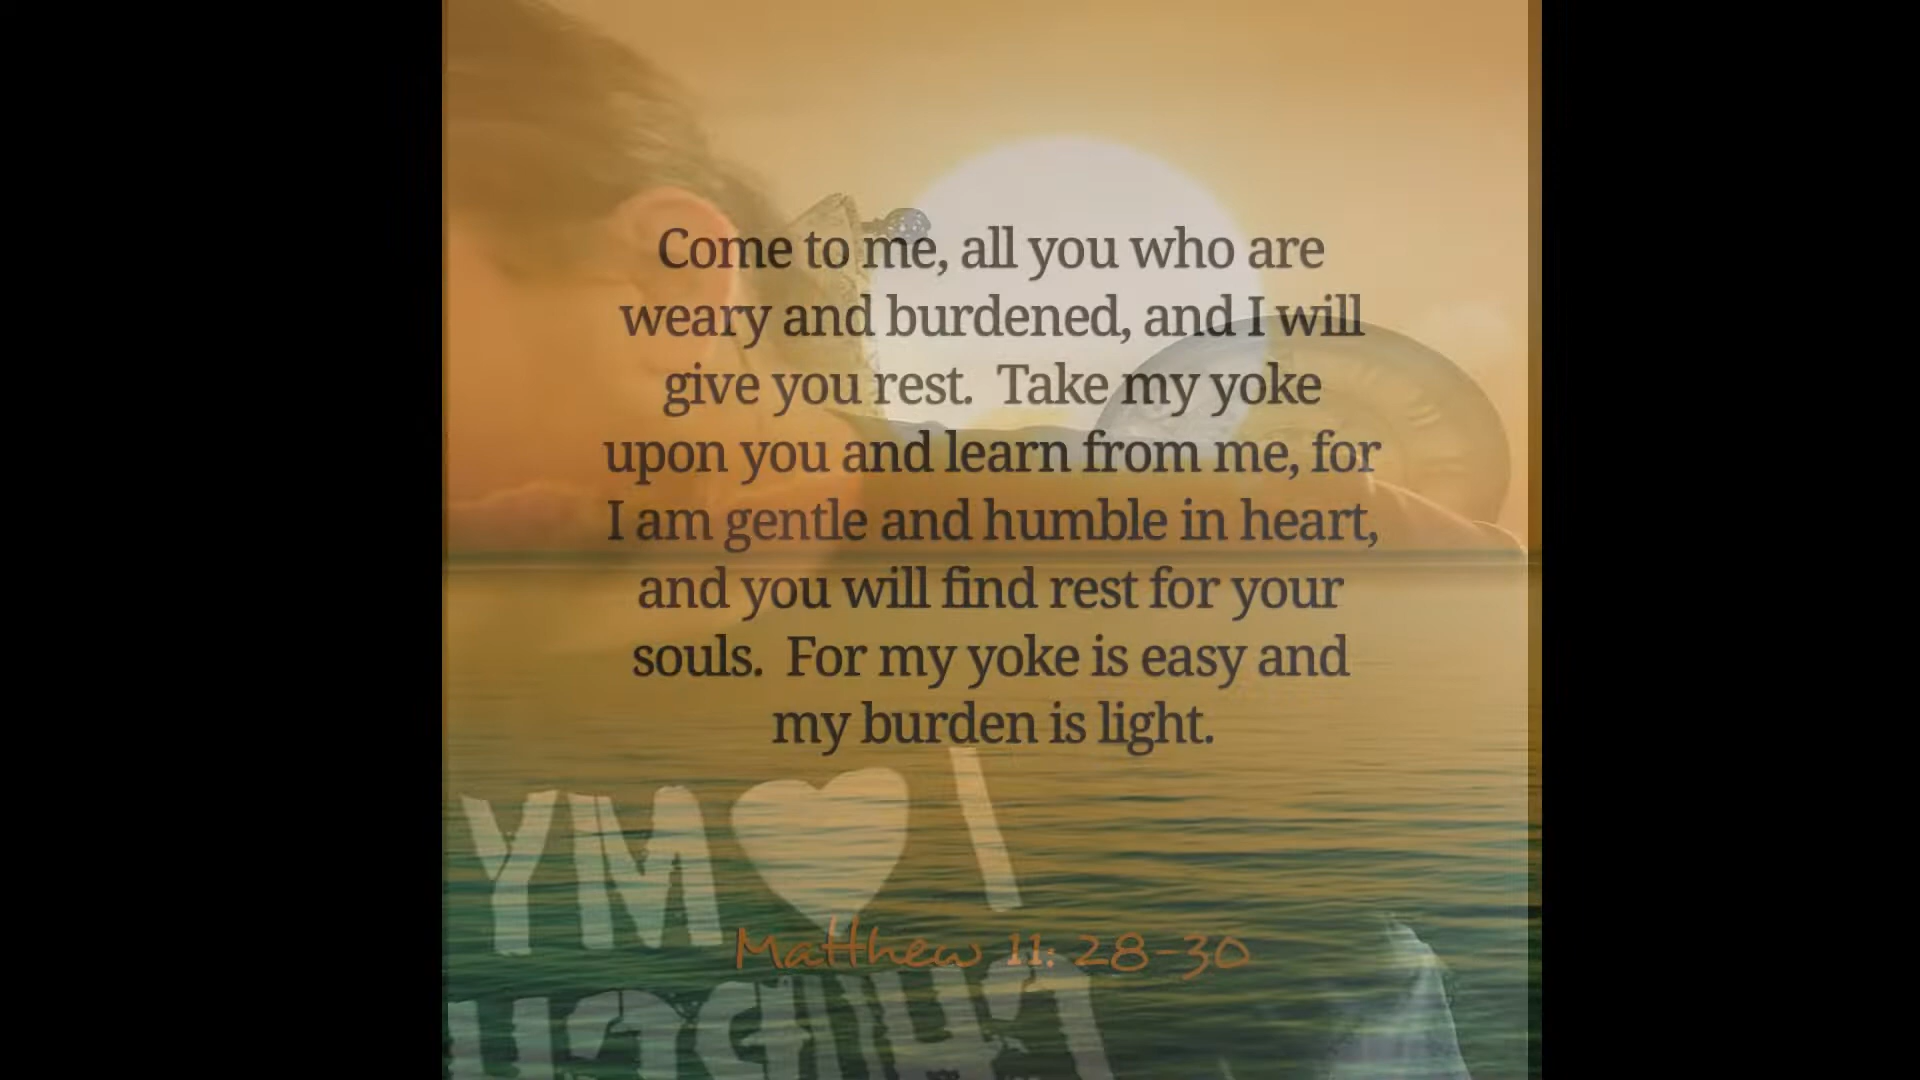 Come to me, all you who are
weary and burdened, and I will
give you rest. Take my yoke
upon you and learn from me, for
I am gentle and humble in heart,
and you will find rest for your
souls. For my yoke is easy and
my burden is light.
I ♥ MY
Matthew 11: 28-30